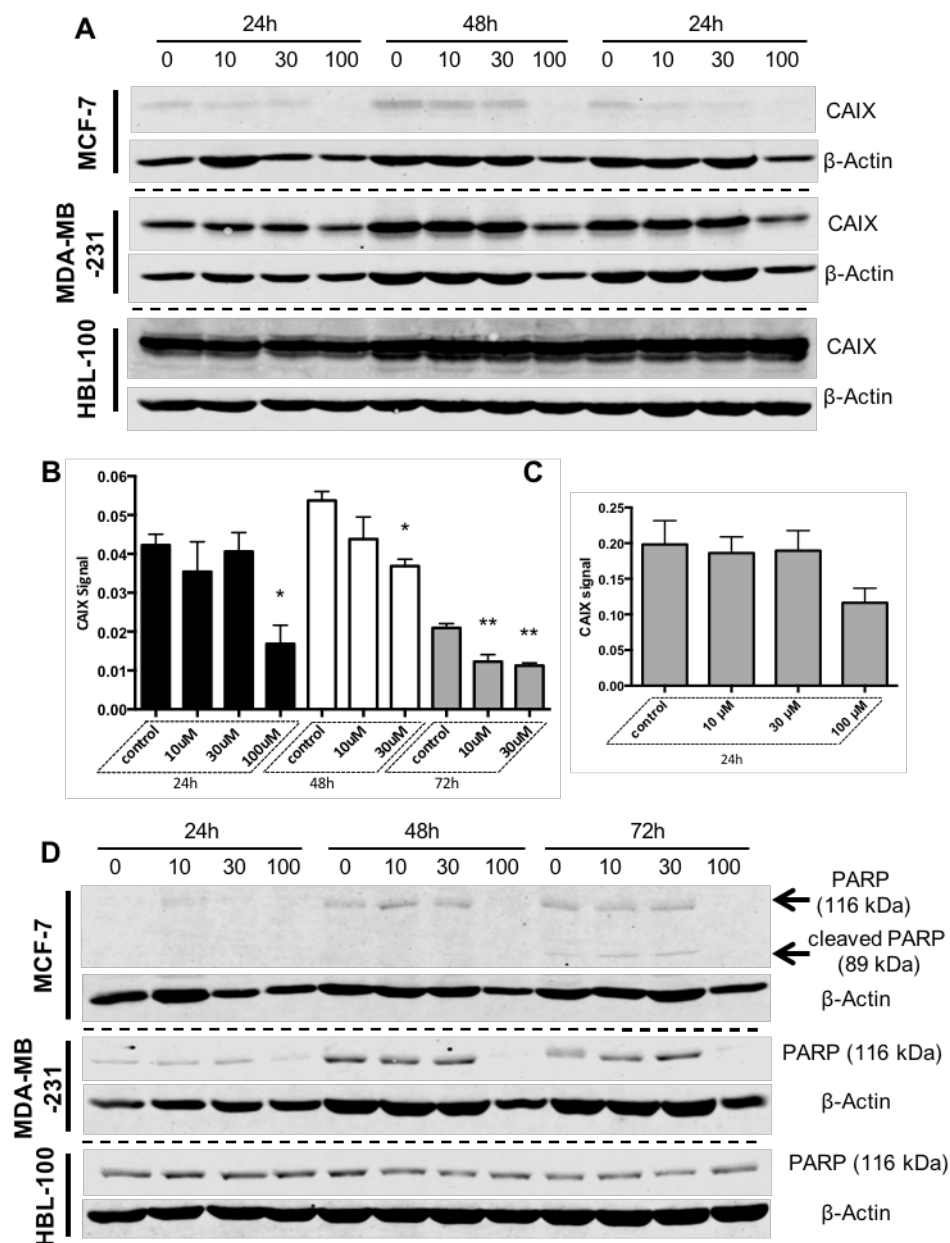 A
24h 48h 24h
0 10 30 100 0 10 30 100 0 10 30 100
MCF-7
CAIX
β-Actin
MDA-MB
-231
CAIX
β-Actin
HBL-100
CAIX
β-Actin
B
0.06
0.05
0.04
0.03
0.02
0.01
0.00
CAIX Signal
*
*
**
**
control 10uM 30uM 100uM control 10uM 30uM control 10uM 30uM
24h 48h 72h
C
0.25
0.20
0.15
0.10
0.05
0.00
CAIX signal
control 10 µM 30 µM 100 µM
24h
D
24h 48h 72h
0 10 30 100 0 10 30 100 0 10 30 100
MCF-7
PARP
(116 kDa)
cleaved PARP
(89 kDa)
β-Actin
MDA-MB
-231
PARP (116 kDa)
β-Actin
HBL-100
PARP (116 kDa)
β-Actin